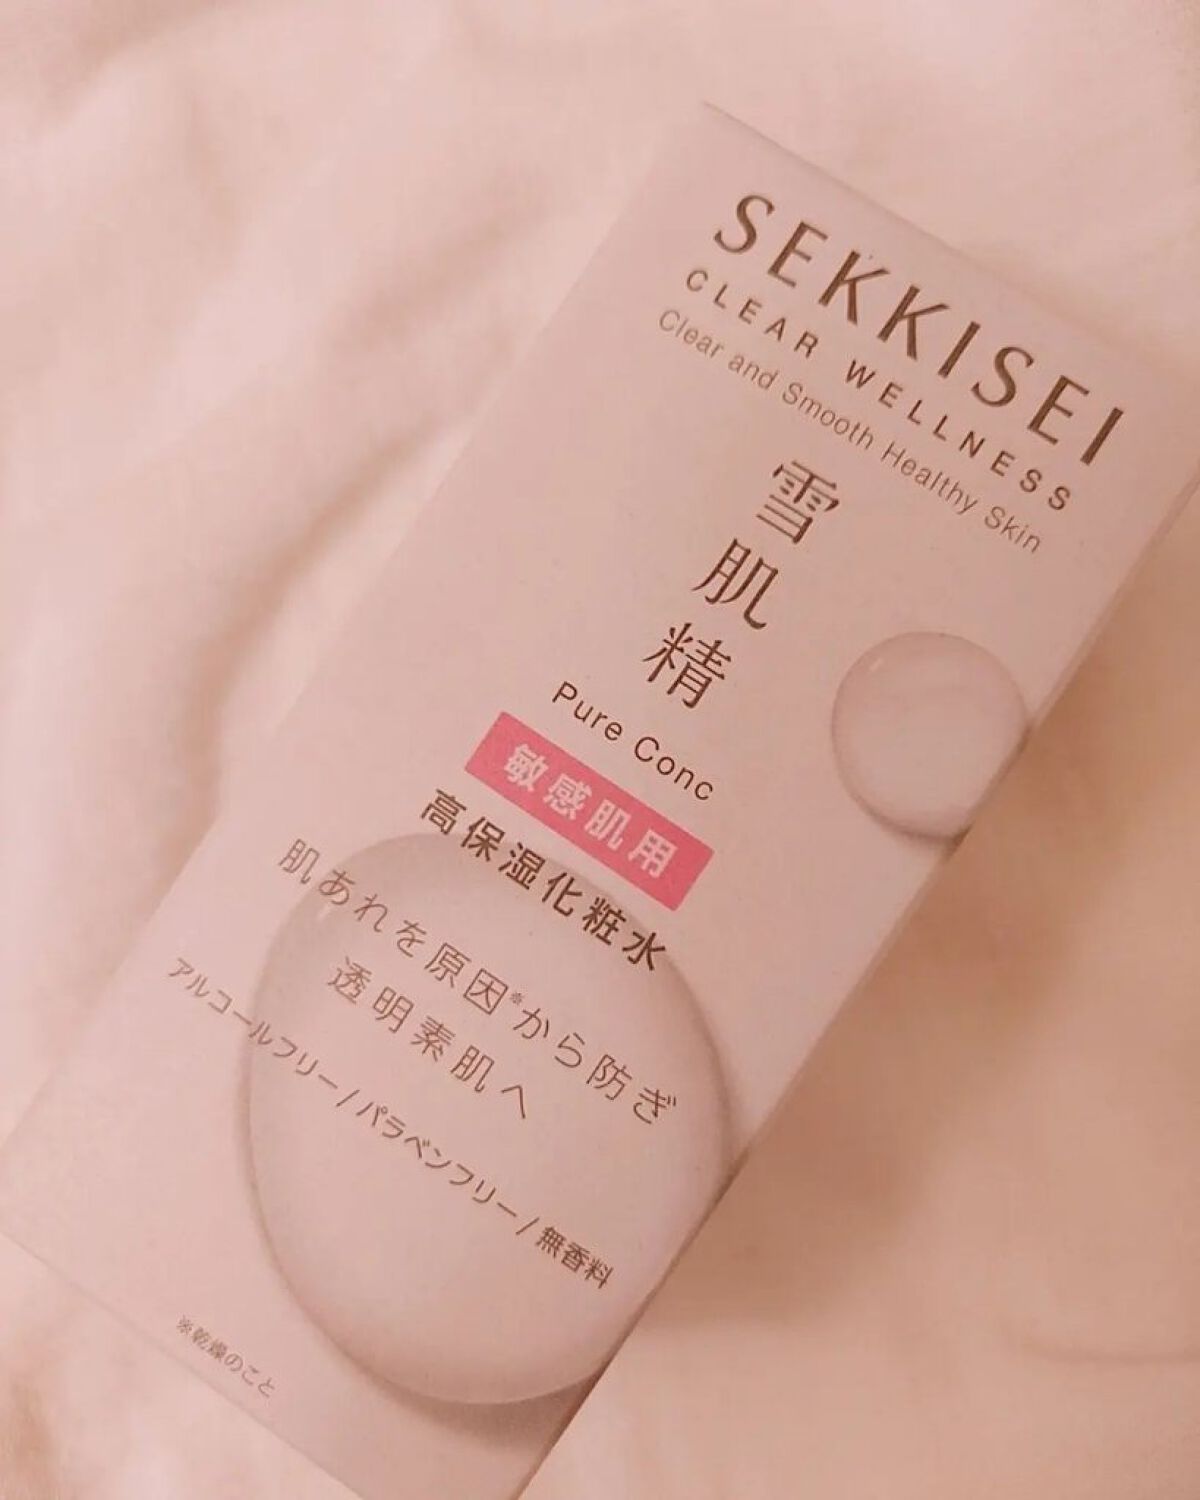 SEKKISEI
CLEAR WELLNESS
Clear and Smooth Healthy Skin
雪肌精
Pure Conc
敏感肌用
高保湿化粧水
肌あれを原因※から防ぎ
透明素肌へ
アルコールフリー/パラベンフリー/無香料
※乾燥のこと